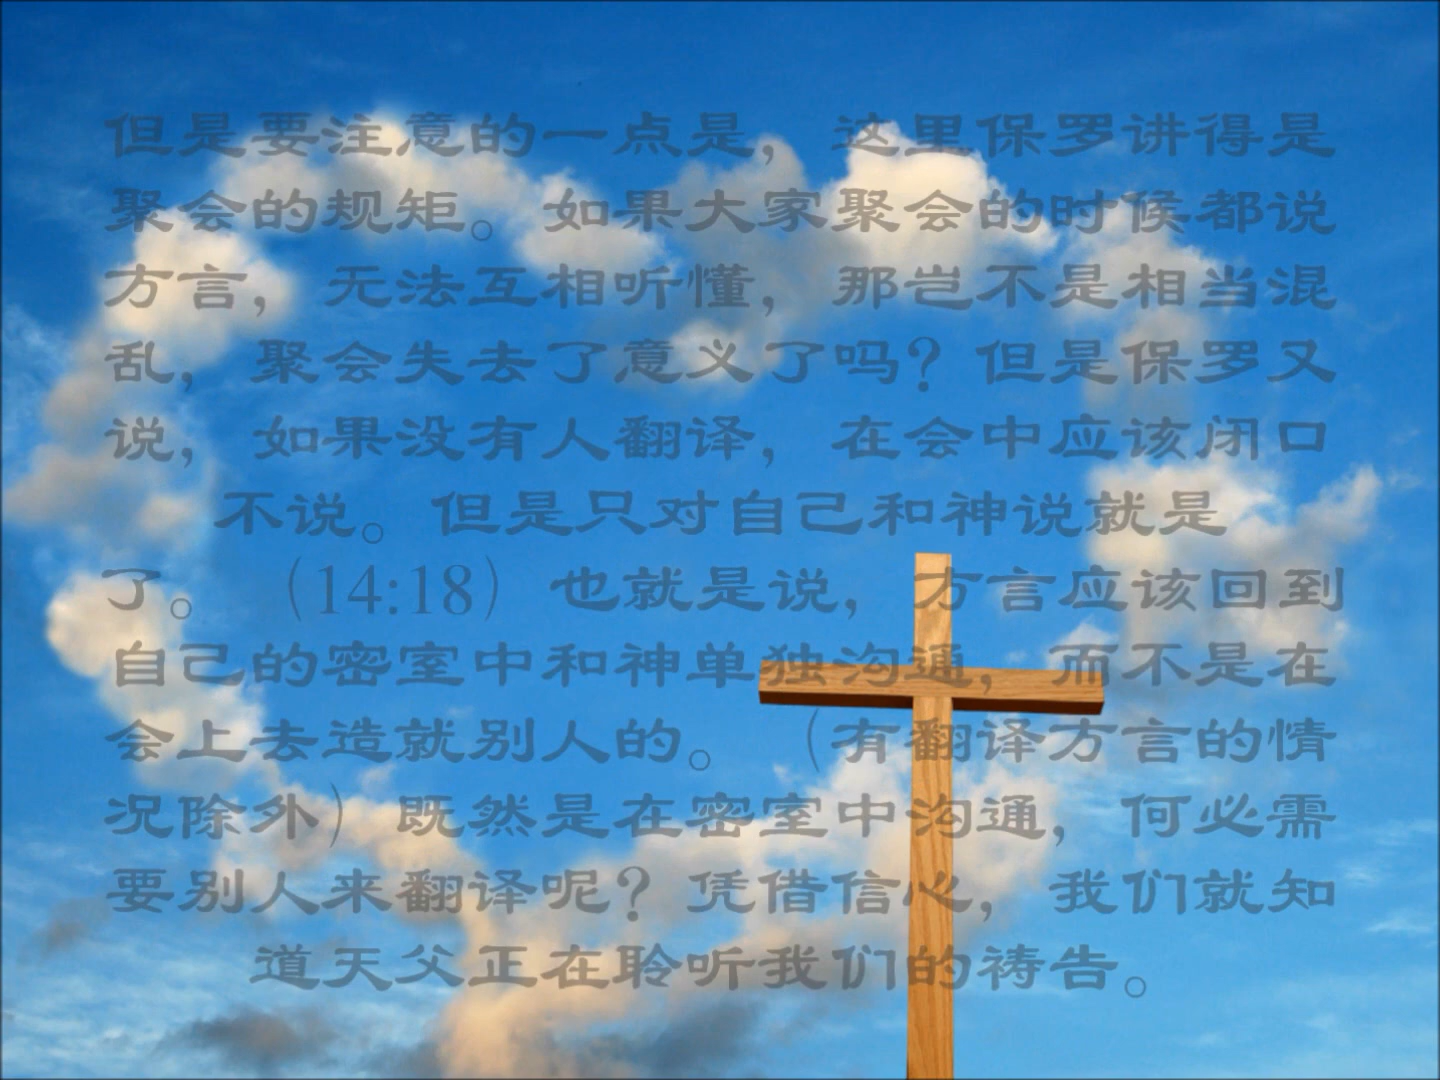 但是要注意的一点是，这里保罗讲得是
聚会的规矩。如果大家聚会的时候都说
方言，无法互相听懂，那岂不是相当混
乱，聚会失去了意义了吗？但是保罗又
说，如果没有人翻译，在会中应该闭口
不说。但是只对自己和神说就是
了。（14:18）也就是说，方言应该回到
自己的密室中和神单独沟通，而不是在
会上去造就别人的。（有翻译方言的情
况除外）既然是在密室中沟通，何必需
要别人来翻译呢？凭借信心，我们就知
道天父正在聆听我们的祷告。